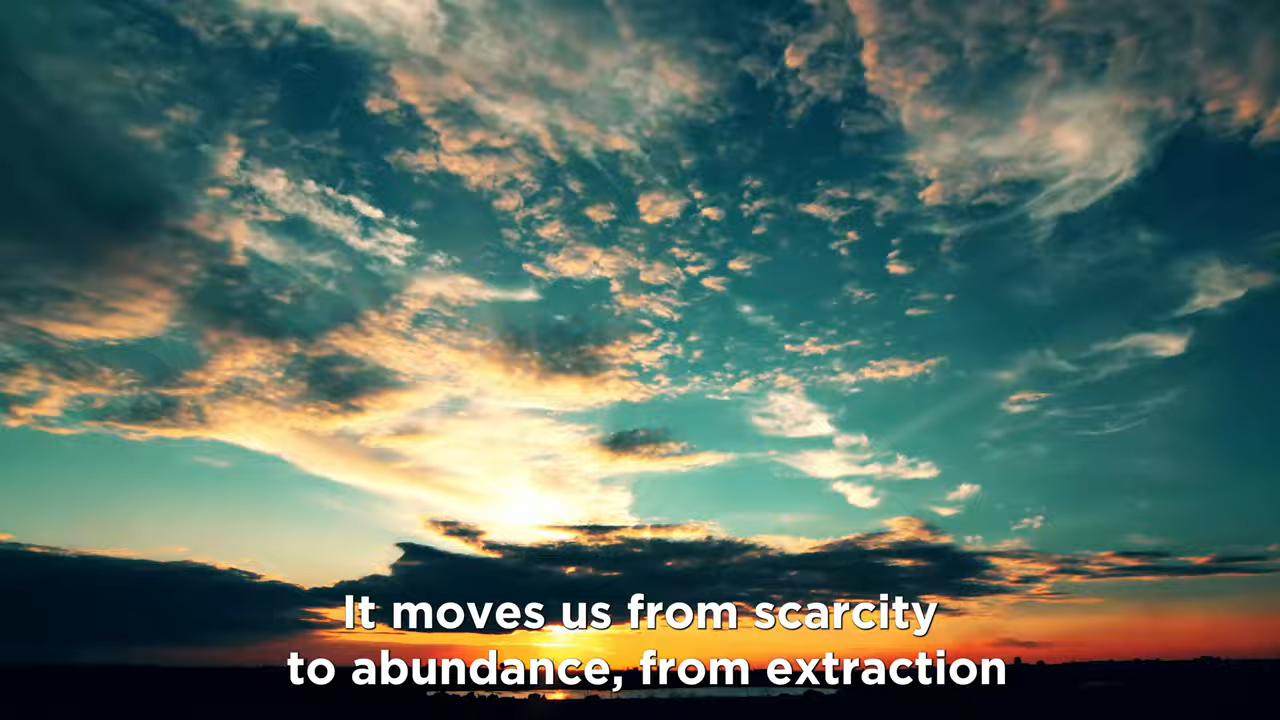 It moves us from scarcity
to abundance, from extraction